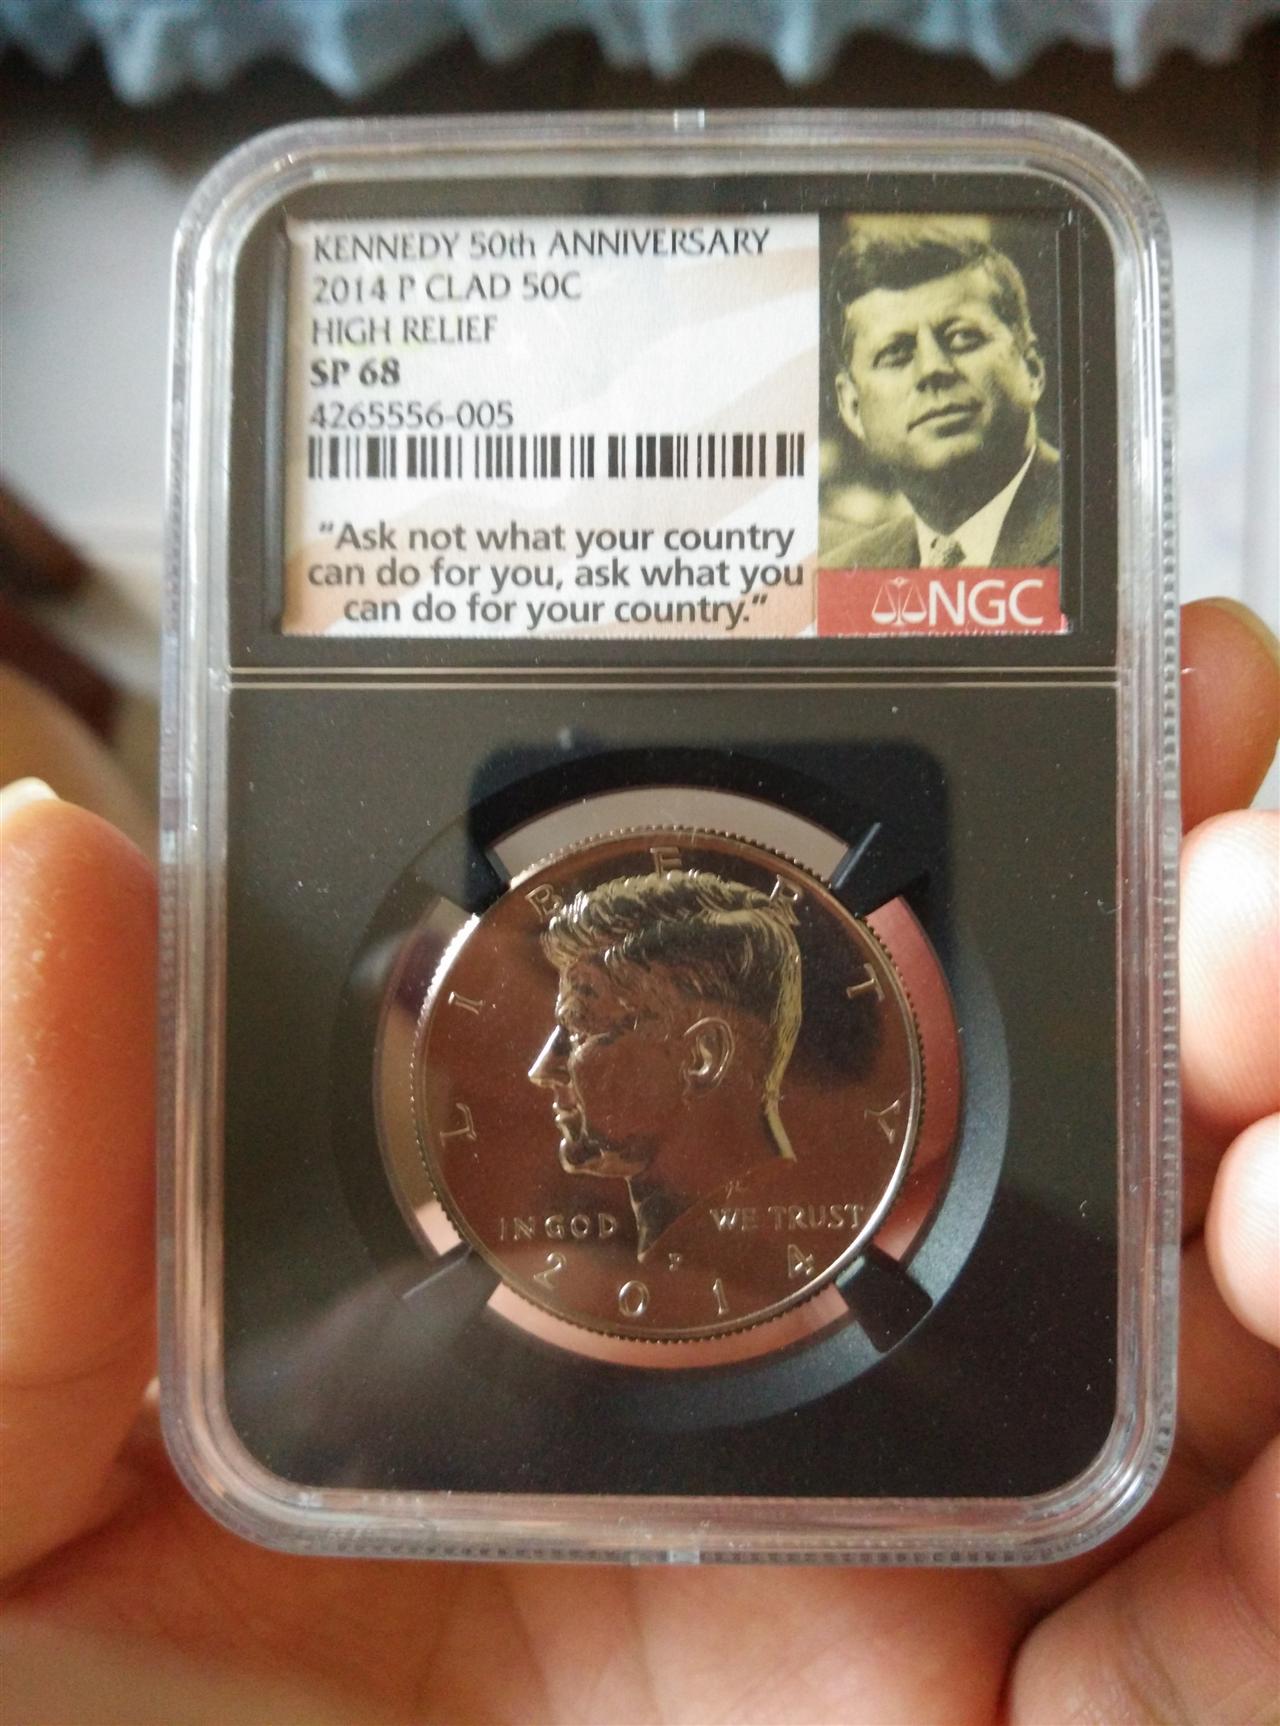 KENNEDY 50th ANNIVERSARY
2014 P CLAD 50C
HIGH RELIEF
SP 68
4265556-005
"Ask not what your country
can do for you, ask what you
can do for your country."
NGC
LIBERTY
IN GOD WE TRUST
P
2014